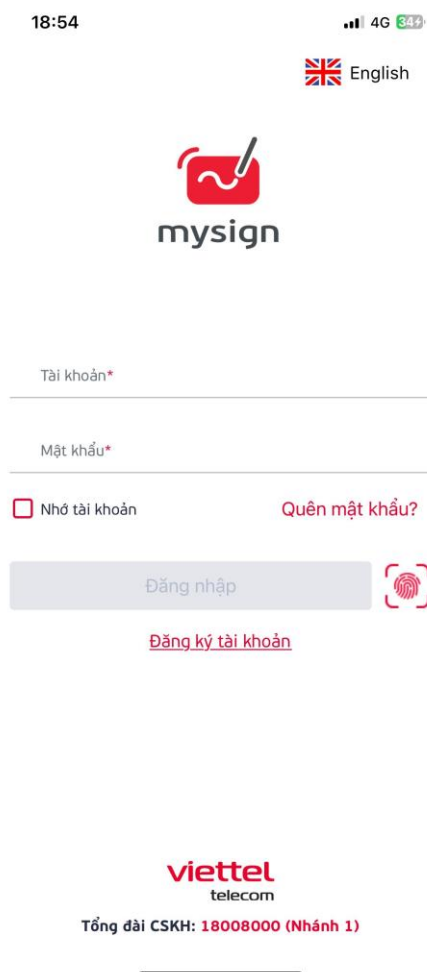 18:54 4G 34
English
mysign
Tài khoản*
Mật khẩu*
Nhớ tài khoản Quên mật khẩu?
Đăng nhập
Đăng ký tài khoản
viettel
telecom
Tổng đài CSKH: 18008000 (Nhánh 1)